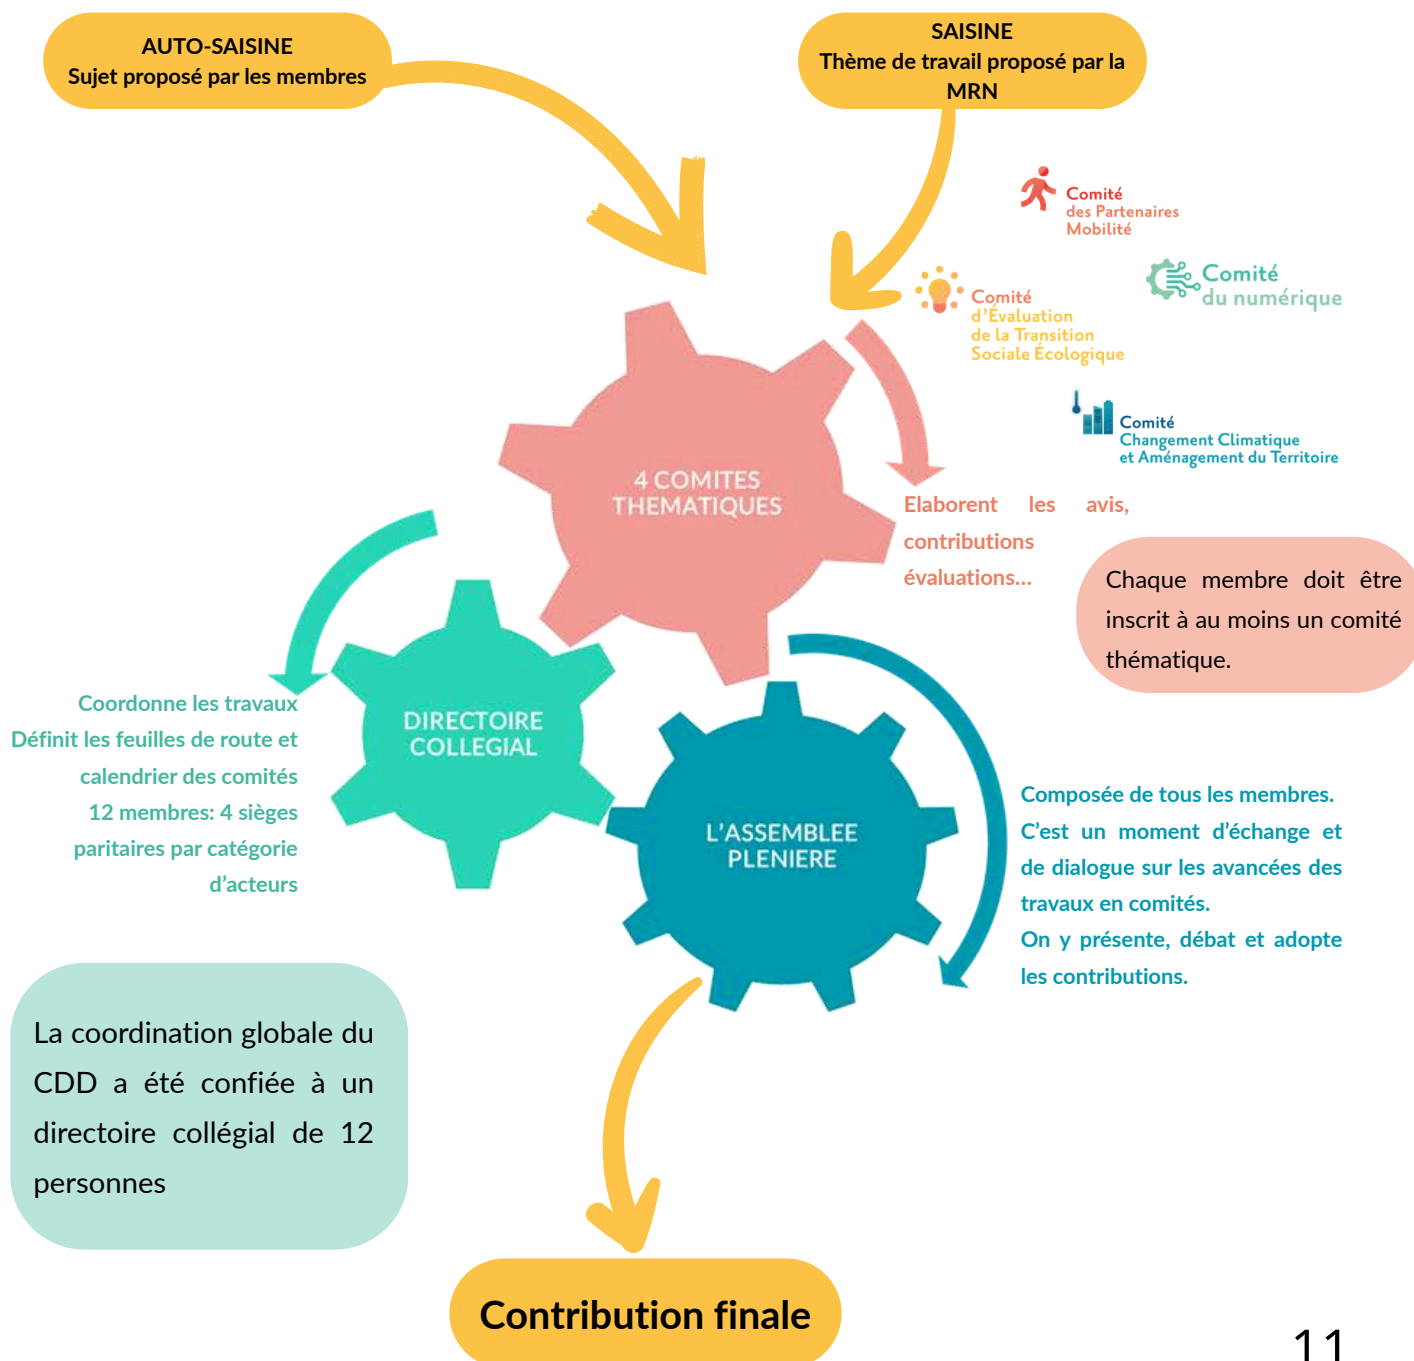 AUTO-SAISINE
Sujet proposé par les membres
SAISINE
Thème de travail proposé par la
MRN
Comité
des Partenaires
Mobilité
Comité
du numérique
Comité
d'Évaluation
de la Transition
Sociale Écologique
Comité
Changement Climatique
et Aménagement du Territoire
4 COMITES
THEMATIQUES
Elaborent les avis,
contributions
évaluations...
Chaque membre doit être
inscrit à au moins un comité
thématique.
DIRECTOIRE
COLLEGIAL
Coordonne les travaux
Définit les feuilles de route et
calendrier des comités
12 membres: 4 sièges
paritaires par catégorie
d'acteurs
L'ASSEMBLEE
PLENIERE
Composée de tous les membres.
C'est un moment d'échange et
de dialogue sur les avancées des
travaux en comités.
On y présente, débat et adopte
les contributions.
La coordination globale du
CDD a été confiée à un
directoire collégial de 12
personnes
Contribution finale
11